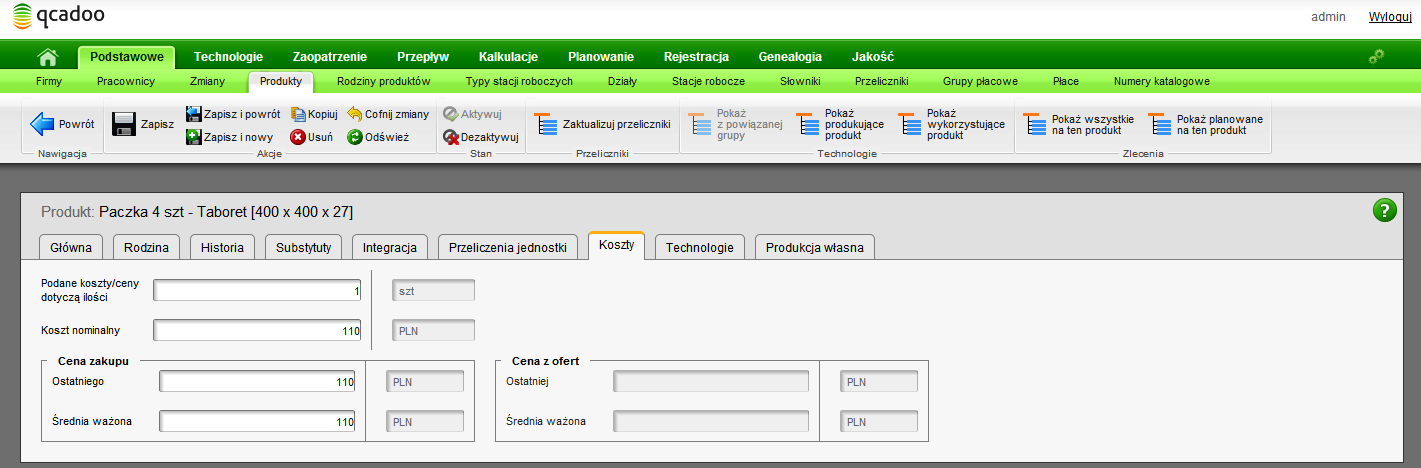 qcadoo
admin Wyloguj
Podstawowe Technologie Zaopatrzenie Przepływ Kalkulacje Planowanie Rejestracja Genealogia Jakość
Firmy Pracownicy Zmiany Produkty Rodziny produktów Typy stacji roboczych Działy Stacje robocze Słowniki Przeliczniki Grupy płacowe Płace Numery katalogowe
Powrót
Nawigacja
Zapisz
Zapisz i powrót
Kopiuj
Cofnij zmiany
Zapisz i nowy
Usuń
Odśwież
Akcje
Aktywuj
Dezaktywuj
Stan
Zaktualizuj przeliczniki
Przeliczniki
Pokaż
z powiązanej
grupy
Pokaż
produkujące
produkt
Pokaż
wykorzystujące
produkt
Technologie
Pokaż wszystkie
na ten produkt
Pokaż planowane
na ten produkt
Zlecenia
Produkt: Paczka 4 szt - Taboret [400 x 400 x 27]
?
Główna Rodzina Historia Substytuty Integracja Przeliczenia jednostki Koszty Technologie Produkcja własna
Podane koszty/ceny
dotyczą ilości
1 szt
Koszt nominalny 110 PLN
Cena zakupu
Ostatniego 110 PLN
Średnia ważona 110 PLN
Cena z ofert
Ostatniej PLN
Średnia ważona PLN